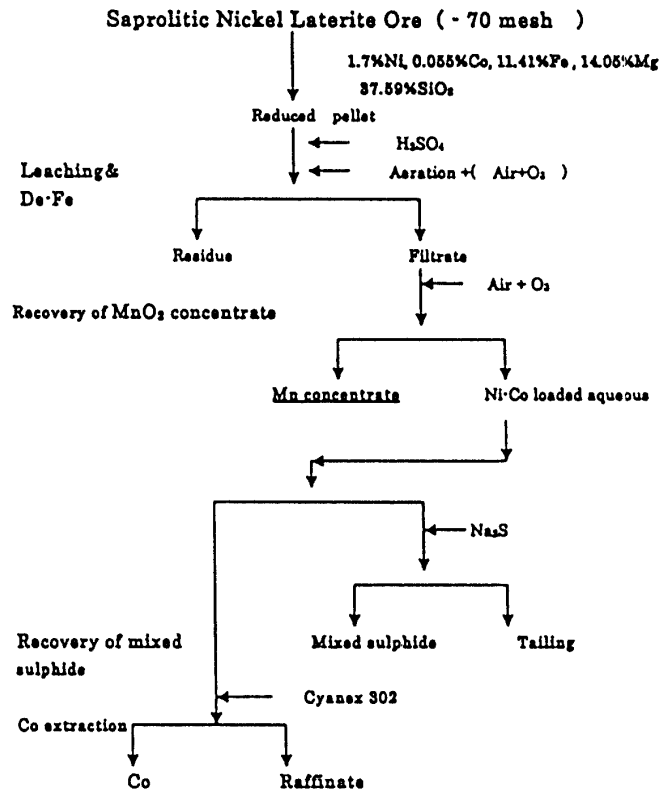 Saprolitic Nickel Laterite Ore ( - 70 mesh )
1.7%Ni, 0.055%Co, 11.41%Fe, 14.05%Mg
37.59%SiO₂
Reduced pellet
H₂SO₄
Leaching&
De-Fe
Aeration +( Air+O₃ )
Residue
Filtrate
Air + O₃
Recovery of MnO₂ concentrate
Mn concentrate
Ni-Co loaded aqueous
Na₂S
Recovery of mixed
sulphide
Mixed sulphide
Tailing
Cyanex 302
Co extraction
Co
Raffinate